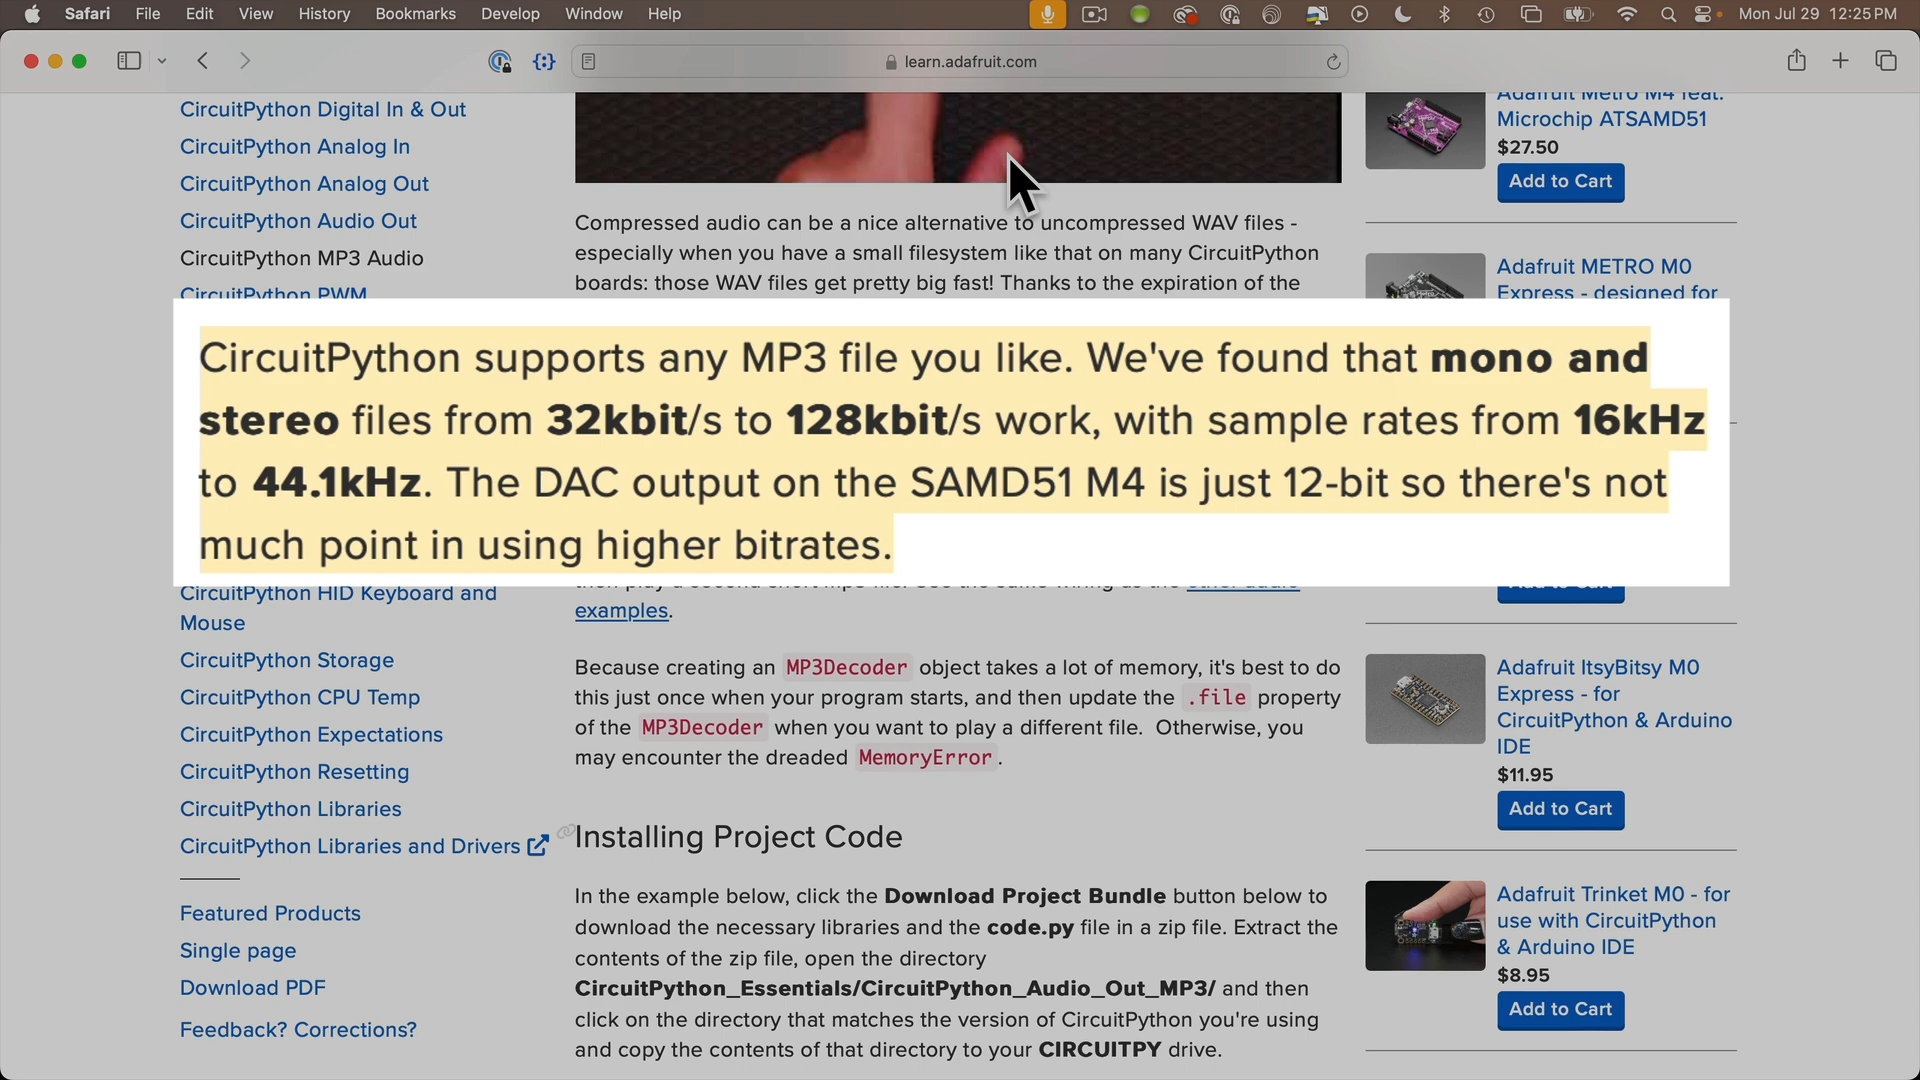 Safari File Edit View History Bookmarks Develop Window Help Mon Jul 29 12:25 PM
learn.adafruit.com
CircuitPython Digital In & Out
CircuitPython Analog In
CircuitPython Analog Out
CircuitPython Audio Out
CircuitPython MP3 Audio
CircuitPython PWM
CircuitPython HID Keyboard and
Mouse
CircuitPython Storage
CircuitPython CPU Temp
CircuitPython Expectations
CircuitPython Resetting
CircuitPython Libraries
CircuitPython Libraries and Drivers
Featured Products
Single page
Download PDF
Feedback? Corrections?
Compressed audio can be a nice alternative to uncompressed WAV files -
especially when you have a small filesystem like that on many CircuitPython
boards: those WAV files get pretty big fast! Thanks to the expiration of the
CircuitPython supports any MP3 file you like. We've found that mono and
stereo files from 32kbit/s to 128kbit/s work, with sample rates from 16kHz
to 44.1kHz. The DAC output on the SAMD51 M4 is just 12-bit so there's not
much point in using higher bitrates.
examples.
Because creating an MP3Decoder object takes a lot of memory, it's best to do
this just once when your program starts, and then update the .file property
of the MP3Decoder when you want to play a different file. Otherwise, you
may encounter the dreaded MemoryError.
Installing Project Code
In the example below, click the Download Project Bundle button below to
download the necessary libraries and the code.py file in a zip file. Extract the
contents of the zip file, open the directory
CircuitPython_Essentials/CircuitPython_Audio_Out_MP3/ and then
click on the directory that matches the version of CircuitPython you're using
and copy the contents of that directory to your CIRCUITPY drive.
Adafruit Metro M4 feat.
Microchip ATSAMD51
$27.50
Add to Cart
Adafruit METRO M0
Express - designed for
Adafruit ItsyBitsy M0
Express - for
CircuitPython & Arduino
IDE
$11.95
Add to Cart
Adafruit Trinket M0 - for
use with CircuitPython
& Arduino IDE
$8.95
Add to Cart